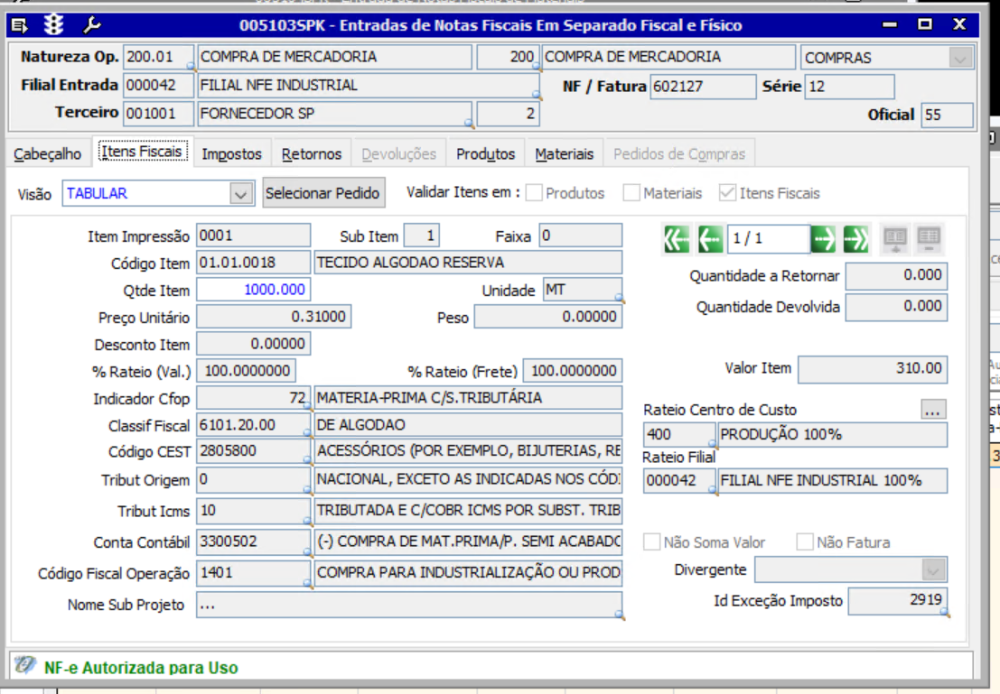 005103SPK - Entradas de Notas Fiscais Em Separado Fiscal e Físico
Natureza Op. 200.01 COMPRA DE MERCADORIA 200 COMPRA DE MERCADORIA COMPRAS
Filial Entrada 000042 FILIAL NFE INDUSTRIAL NF / Fatura 602127 Série 12
Terceiro 001001 FORNECEDOR SP 2 Oficial 55
Cabeçalho Itens Fiscais Impostos Retornos Devoluções Produtos Materiais Pedidos de Compras
Visão TABULAR Selecionar Pedido Validar Itens em : Produtos Materiais Itens Fiscais
Item Impressão 0001 Sub Item 1 Faixa 0 1 / 1
Código Item 01.01.0018 TECIDO ALGODAO RESERVA
Quantidade a Retornar 0.000
Qtde Item 1000.000 Unidade MT
Quantidade Devolvida 0.000
Preço Unitário 0.31000 Peso 0.00000
Desconto Item 0.00000
% Rateio (Val.) 100.0000000 % Rateio (Frete) 100.0000000 Valor Item 310.00
Indicador Cfop 72 MATERIA-PRIMA C/S.TRIBUTÁRIA
Rateio Centro de Custo ...
Classif Fiscal 6101.20.00 DE ALGODAO
400 PRODUÇÃO 100%
Código CEST 2805800 ACESSÓRIOS (POR EXEMPLO, BIJUTERIAS, RE
Rateio Filial
Tribut Origem 0 NACIONAL, EXCETO AS INDICADAS NOS CÓD
000042 FILIAL NFE INDUSTRIAL 100%
Tribut Icms 10 TRIBUTADA E C/COBR ICMS POR SUBST. TRIB
Conta Contábil 3300502 (-) COMPRA DE MAT.PRIMA/P. SEMI ACABADO
Não Soma Valor Não Fatura
Código Fiscal Operação 1401 COMPRA PARA INDUSTRIALIZAÇÃO OU PROD
Divergente
Nome Sub Projeto ...
Id Exceção Imposto 2919
NF-e Autorizada para Uso